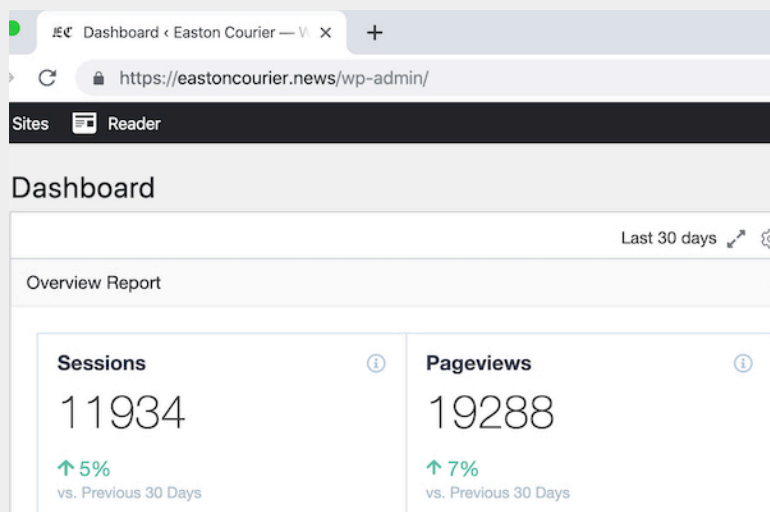 EC Dashboard ‹ Easton Courier — W
https://eastoncourier.news/wp-admin/
Sites Reader
Dashboard
Last 30 days
Overview Report
Sessions Pageviews
11934 19288
5% 7%
vs. Previous 30 Days vs. Previous 30 Days